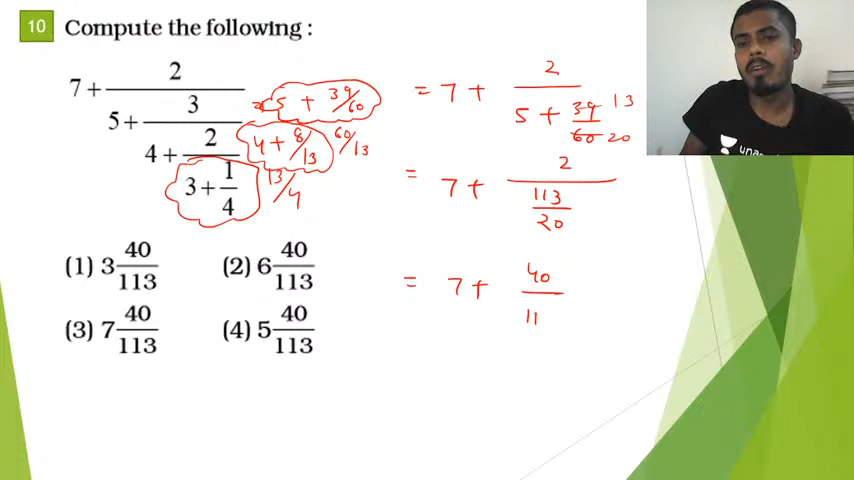 10 Compute the following :
7 + 2
5 + 3
4 + 2
3 + 1
4
5 + 39/60
4 + 8/13 60/13
13/4
= 7 + 2
5 + 39 13
60 20
= 7 + 2
113
20
= 7 + 40
11
(1) 3 40/113 (2) 6 40/113
(3) 7 40/113 (4) 5 40/113
una